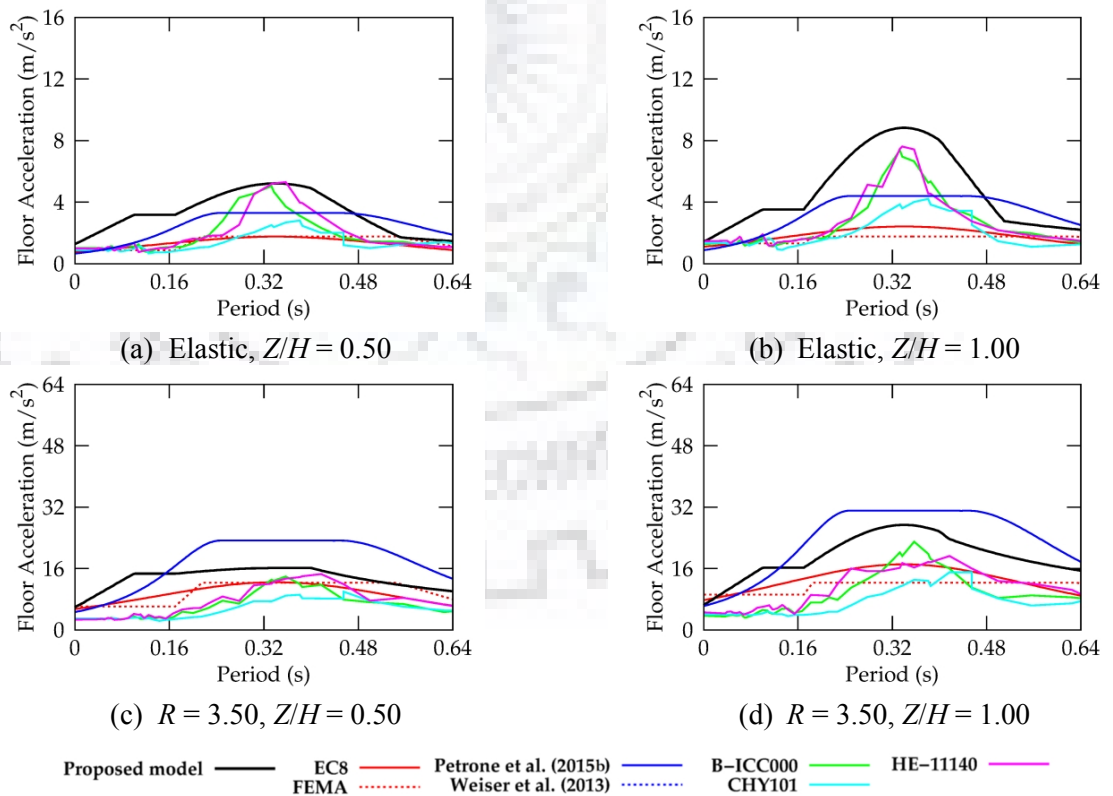 Floor Acceleration (m/s²)
16
12
8
4
0
0 0.16 0.32 0.48 0.64
Period (s)
(a) Elastic, Z/H = 0.50
Floor Acceleration (m/s²)
16
12
8
4
0
0 0.16 0.32 0.48 0.64
Period (s)
(b) Elastic, Z/H = 1.00
Floor Acceleration (m/s²)
64
48
32
16
0
0 0.16 0.32 0.48 0.64
Period (s)
(c) R = 3.50, Z/H = 0.50
Floor Acceleration (m/s²)
64
48
32
16
0
0 0.16 0.32 0.48 0.64
Period (s)
(d) R = 3.50, Z/H = 1.00
Proposed model EC8 Petrone et al. (2015b) B−ICC000 HE−11140
FEMA Weiser et al. (2013) CHY101